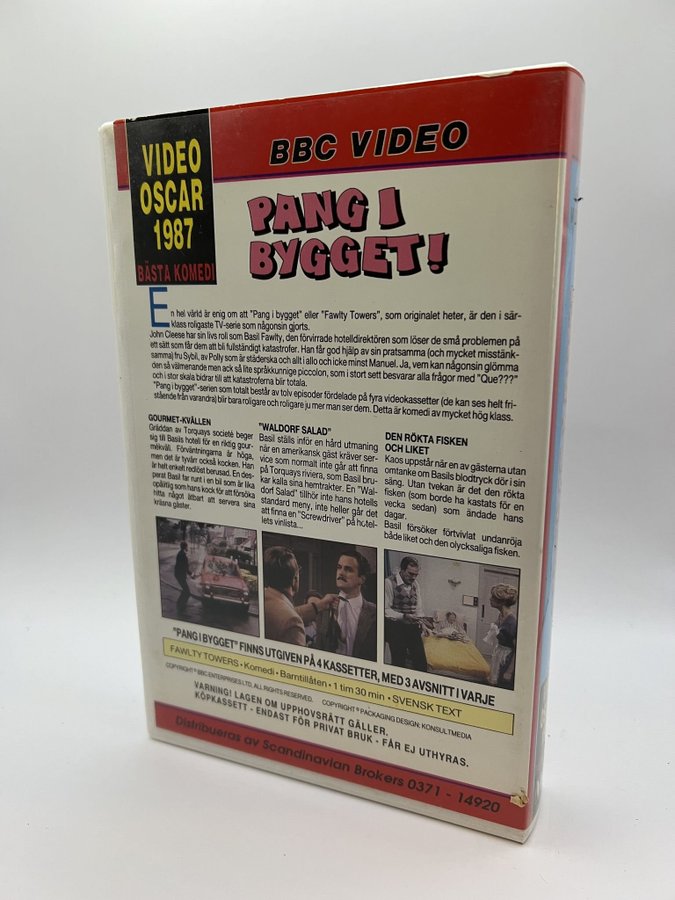 VIDEO
OSCAR
1987
BÄSTA KOMEDI
BBC VIDEO
PANG I
BYGGET!
En hel värld är enig om att "Pang i bygget" eller "Fawlty Towers", som originalet heter, är den i sär-
klass roligaste TV-serie som någonsin gjorts.
John Cleese har sin livs roll som Basil Fawlty, den förvirrade hotelldirektören som löser de små problemen på
ett sätt som får dem att bli fullständigt katastrofer. Han får god hjälp av sin pratsamma (och mycket misstänk-
samma) fru Sybil, av Polly som är städerska och allt i allo och icke minst Manuel. Ja, vem kan någonsin glömma
den så välmenande men ack så lite språkkunnige piccolon, som i stort sett besvarar alla frågor med "Que???"
och i stor skala bidrar till att katastroferna blir totala.
"Pang i bygget"-serien som totalt består av tolv episoder fördelade på fyra videokassetter (de kan ses helt fri-
stående från varandra) blir bara roligare och roligare ju mer man ser dem. Detta är komedi av mycket hög klass.
GOURMET-KVÄLLEN
Gräddan av Torquays societé beger
sig till Basils hotell för en riktig gour-
mékväll. Förväntningarna är höga,
men det är tyvärr också kocken. Han
är helt enkelt redlöst berusad. En des-
perat Basil far runt i en bil som är lika
opålitlig som hans kock för att försöka
hitta något ätbart att servera sina
kräsna gäster.
"WALDORF SALAD"
Basil ställs inför en hård utmaning
när en amerikansk gäst kräver ser-
vice som normalt inte går att finna
på Torquays riviera, som Basil bru-
kar kalla sina hemtrakter. En "Wal-
dorf Salad" tillhör inte hans hotells
standard meny, inte heller går det
att finna en "Screwdriver" på hotel-
lets vinlista...
DEN RÖKTA FISKEN
OCH LIKET
Kaos uppstår när en av gästerna utan
omtanke om Basils blodtryck dör i sin
säng. Utan tvekan är det den rökta
fisken (som borde ha kastats för en
vecka sedan) som ändade hans
dagar.
Basil försöker förtvivlat undanröja
både liket och den olycksaliga fisken.
"PANG I BYGGET" FINNS UTGIVEN PÅ 4 KASSETTER, MED 3 AVSNITT I VARJE
FAWLTY TOWERS • Komedi • Barntillåten • 1 tim 30 min • SVENSK TEXT
COPYRIGHT © BBC ENTERPRISES LTD, ALL RIGHTS RESERVED. COPYRIGHT © PACKAGING DESIGN: KONSULTMEDIA
VARNING! LAGEN OM UPPHOVSRÄTT GÄLLER.
KÖPKASSETT - ENDAST FÖR PRIVAT BRUK - FÅR EJ UTHYRAS.
Distribueras av Scandinavian Brokers 0371 - 14920